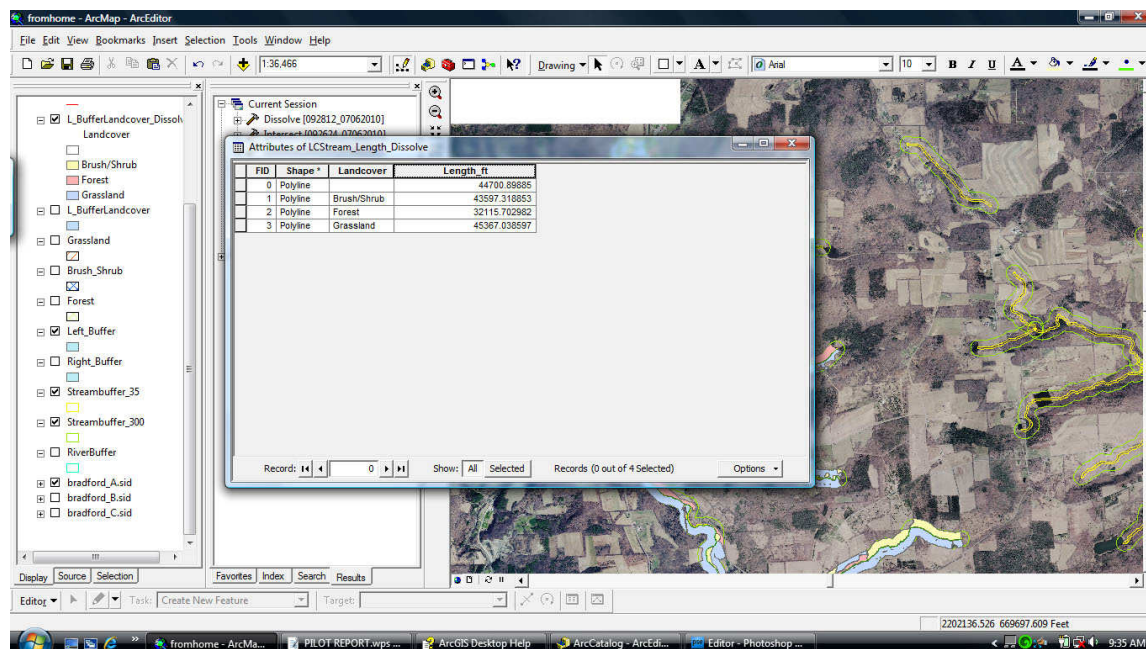 fromhome - ArcMap - ArcEditor
File Edit View Bookmarks Insert Selection Tools Window Help
1:36,466
Drawing
A
Arial
10
B I U A
L_BufferLandcover_Dissolv
Landcover
Brush/Shrub
Forest
Grassland
L_BufferLandcover
Grassland
Brush_Shrub
Forest
Left_Buffer
Right_Buffer
Streambuffer_35
Streambuffer_300
RiverBuffer
bradford_A.sid
bradford_B.sid
bradford_C.sid
Display Source Selection
Current Session
Dissolve [092812_07062010]
Intersect [092624_07062010]
Favorites Index Search Results
Attributes of LCStream_Length_Dissolve
FID Shape * Landcover Length_ft
0 Polyline 44700.89885
1 Polyline Brush/Shrub 43597.318853
2 Polyline Forest 32115.702982
3 Polyline Grassland 45367.038597
Record: 0 Show: All Selected Records (0 out of 4 Selected) Options
Editor Task: Create New Feature Target:
2202136.526 669697.609 Feet
fromhome - ArcMa... PILOT REPORT.wps ... ArcGIS Desktop Help ArcCatalog - ArcEdi... Editor - Photoshop ... 9:35 AM